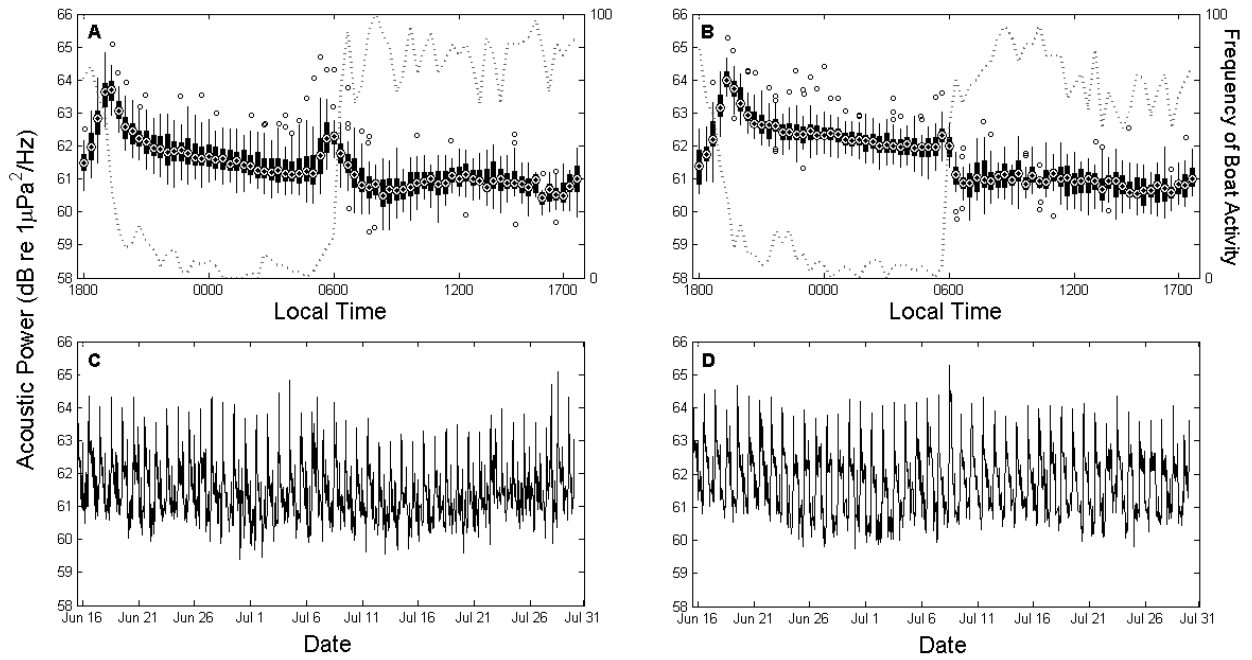 A
66
65
64
63
62
61
60
59
58
100
0
1800
0000
0600
1200
1700
Local Time
B
66
65
64
63
62
61
60
59
58
100
0
1800
0000
0600
1200
1700
Local Time
Frequency of Boat Activity
Acoustic Power (dB re 1µPa²/Hz)
C
66
65
64
63
62
61
60
59
58
Jun 16
Jun 21
Jun 26
Jul 1
Jul 6
Jul 11
Jul 16
Jul 21
Jul 26
Jul 31
Date
D
66
65
64
63
62
61
60
59
58
Jun 16
Jun 21
Jun 26
Jul 1
Jul 6
Jul 11
Jul 16
Jul 21
Jul 26
Jul 31
Date